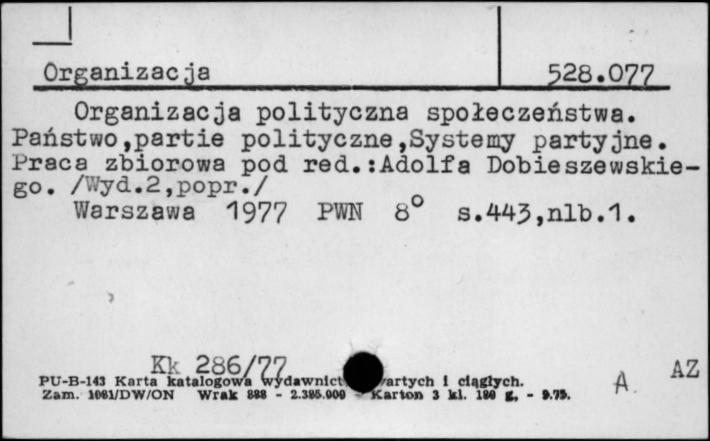 Organizacja 528.077
Organizacja polityczna społeczeństwa.
Państwo,partie polityczne,Systemy partyjne.
Praca zbiorowa pod red.:Adolfa Dobieszewskie-
go. /Wyd.2,popr./
Warszawa 1977 PWN 8° s.443,nlb.1.
Kk 286/77
AZ
PU-B-143 Karta katalogowa wydawnict artych i ciągłych. A
Zam. 1081/DW/ON Wrak 888 - 2.385.000 - Karton 3 kl. 180 g. - 9.75.